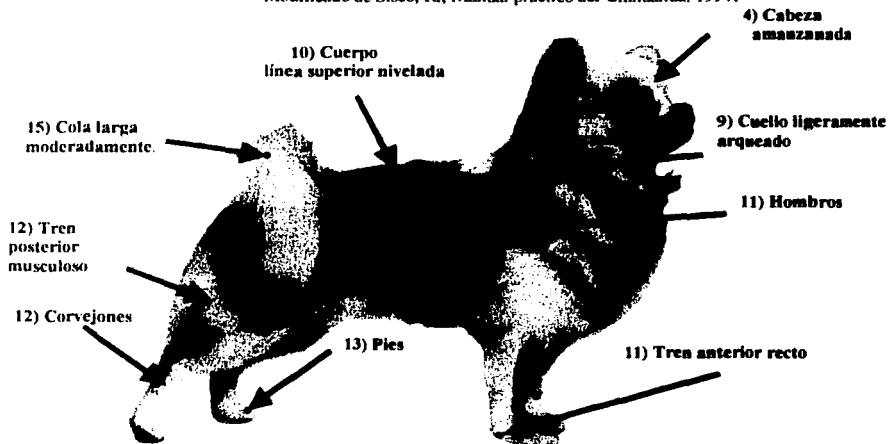 4) Cabeza
amanzanada
10) Cuerpo
línea superior nivelada
15) Cola larga
moderadamente.
9) Cuello ligeramente
arqueado
11) Hombros
12) Tren
posterior
musculoso
12) Corvejones
13) Pies
11) Tren anterior recto